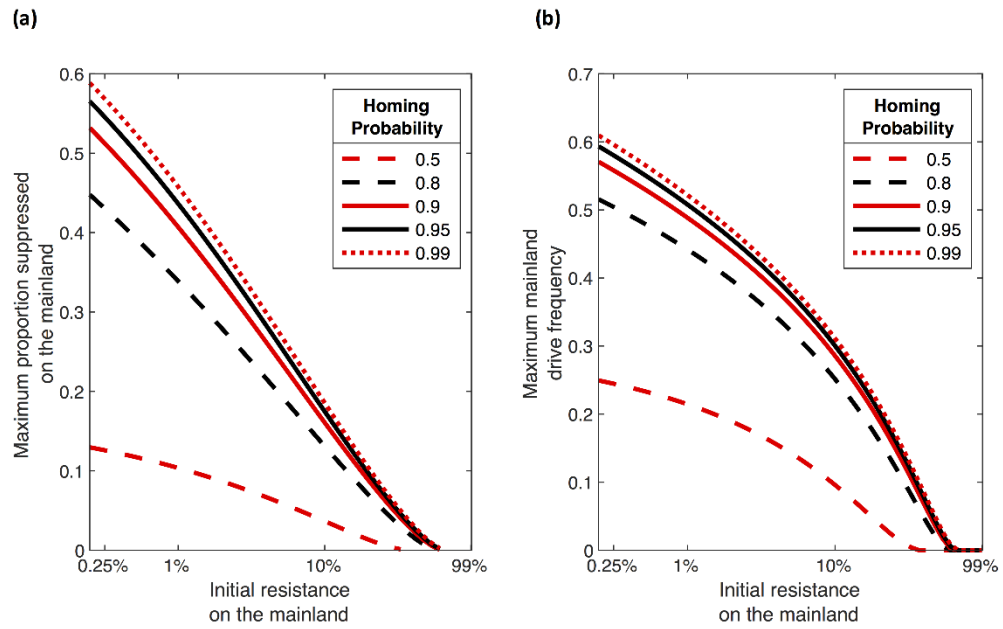 (a)
Maximum proportion suppressed
on the mainland
0.6
0.5
0.4
0.3
0.2
0.1
0
0.25%
1%
10%
99%
Initial resistance
on the mainland
Homing
Probability
0.5
0.8
0.9
0.95
0.99
(b)
Maximum mainland
drive frequency
0.7
0.6
0.5
0.4
0.3
0.2
0.1
0
0.25%
1%
10%
99%
Initial resistance
on the mainland
Homing
Probability
0.5
0.8
0.9
0.95
0.99